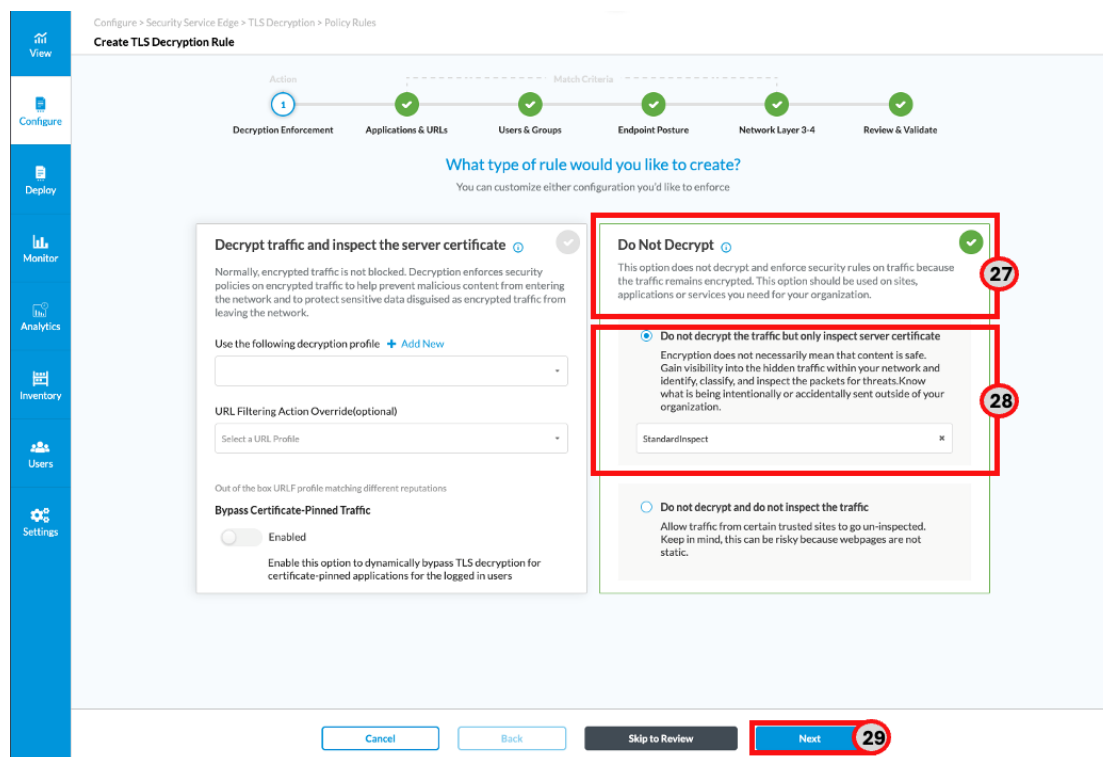 Configure > Security Service Edge > TLS Decryption > Policy Rules
Create TLS Decryption Rule
View
Configure
Deploy
Monitor
Analytics
Inventory
Users
Settings
Action
Match Criteria
1
Decryption Enforcement
Applications & URLs
Users & Groups
Endpoint Posture
Network Layer 3-4
Review & Validate
What type of rule would you like to create?
You can customize either configuration you'd like to enforce
Decrypt traffic and inspect the server certificate
Normally, encrypted traffic is not blocked. Decryption enforces security
policies on encrypted traffic to help prevent malicious content from entering
the network and to protect sensitive data disguised as encrypted traffic from
leaving the network.
Use the following decryption profile + Add New
URL Filtering Action Override(optional)
Select a URL Profile
Out of the box URLF profile matching different reputations
Bypass Certificate-Pinned Traffic
Enabled
Enable this option to dynamically bypass TLS decryption for
certificate-pinned applications for the logged in users
Do Not Decrypt
This option does not decrypt and enforce security rules on traffic because
the traffic remains encrypted. This option should be used on sites,
applications or services you need for your organization.
27
Do not decrypt the traffic but only inspect server certificate
Encryption does not necessarily mean that content is safe.
Gain visibility into the hidden traffic within your network and
identify, classify, and inspect the packets for threats.Know
what is being intentionally or accidentally sent outside of your
organization.
28
StandardInspect
Do not decrypt and do not inspect the traffic
Allow traffic from certain trusted sites to go un-inspected.
Keep in mind, this can be risky because webpages are not
static.
Cancel
Back
Skip to Review
Next
29